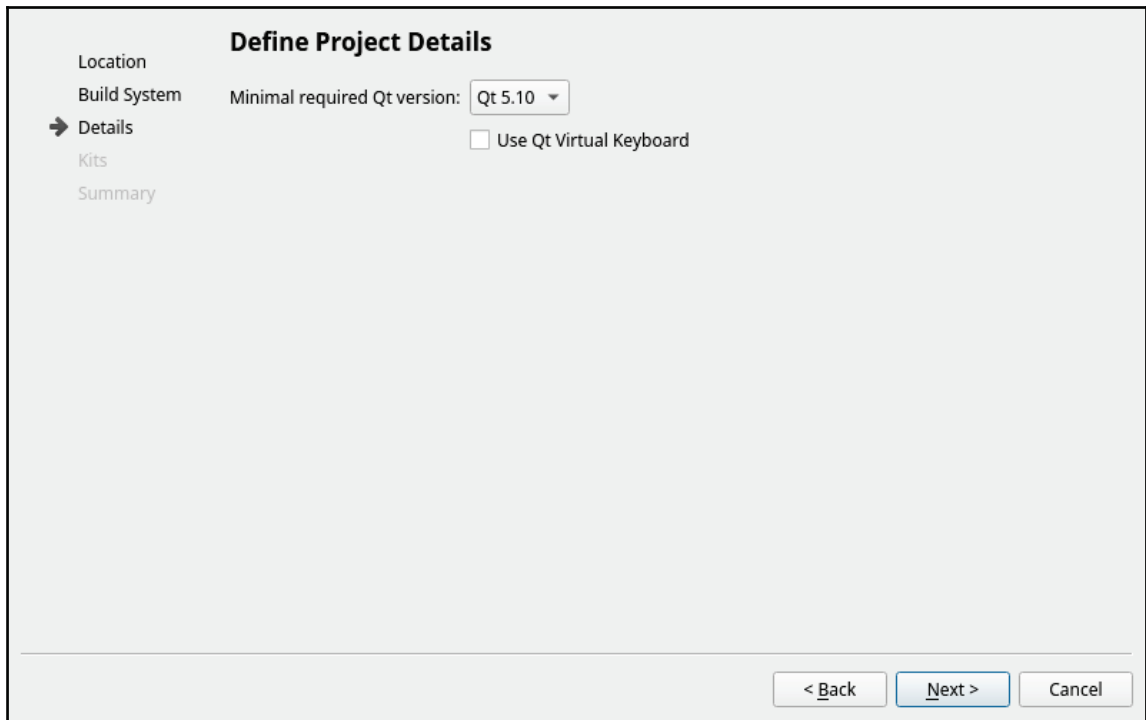 Define Project Details
Location
Build System
Details
Kits
Summary
Minimal required Qt version: Qt 5.10
Use Qt Virtual Keyboard
< Back
Next >
Cancel